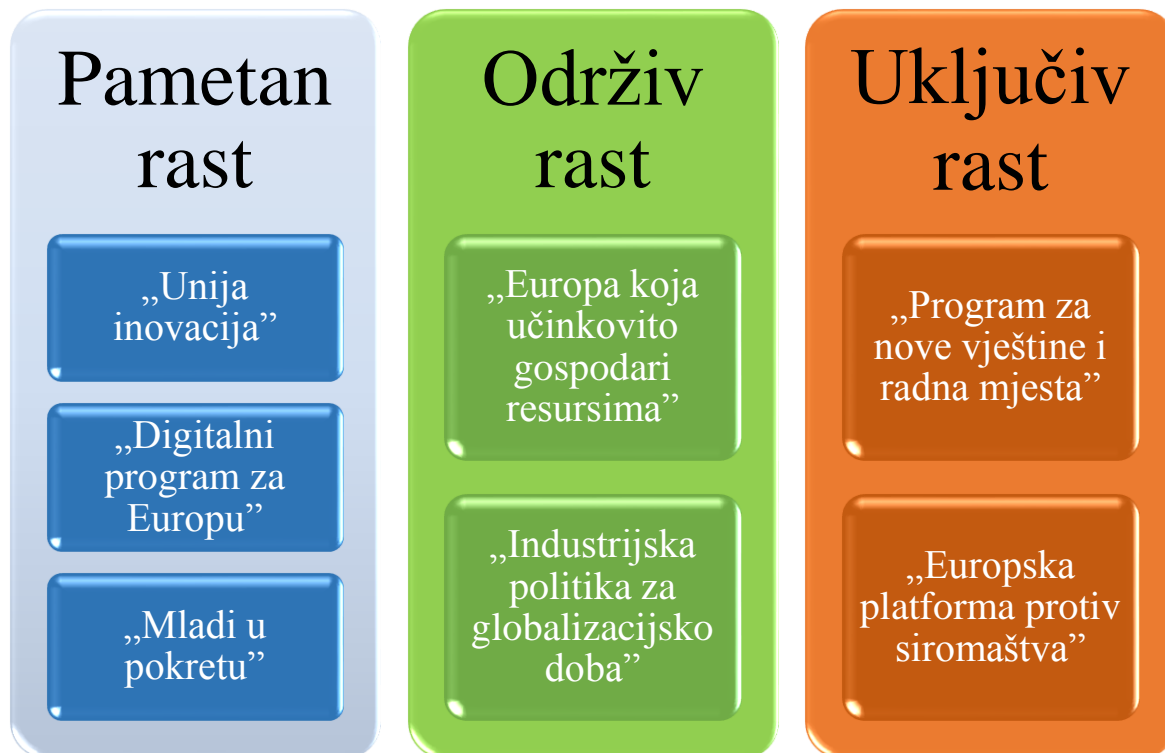 Pametan
rast
„Unija
inovacija”
„Digitalni
program za
Europu”
„Mladi u
pokretu”
Održiv
rast
„Europa koja
učinkovito
gospodari
resursima”
„Industrijska
politika za
globalizacijsko
doba”
Uključiv
rast
„Program za
nove vještine i
radna mjesta”
„Europska
platforma protiv
siromaštva”